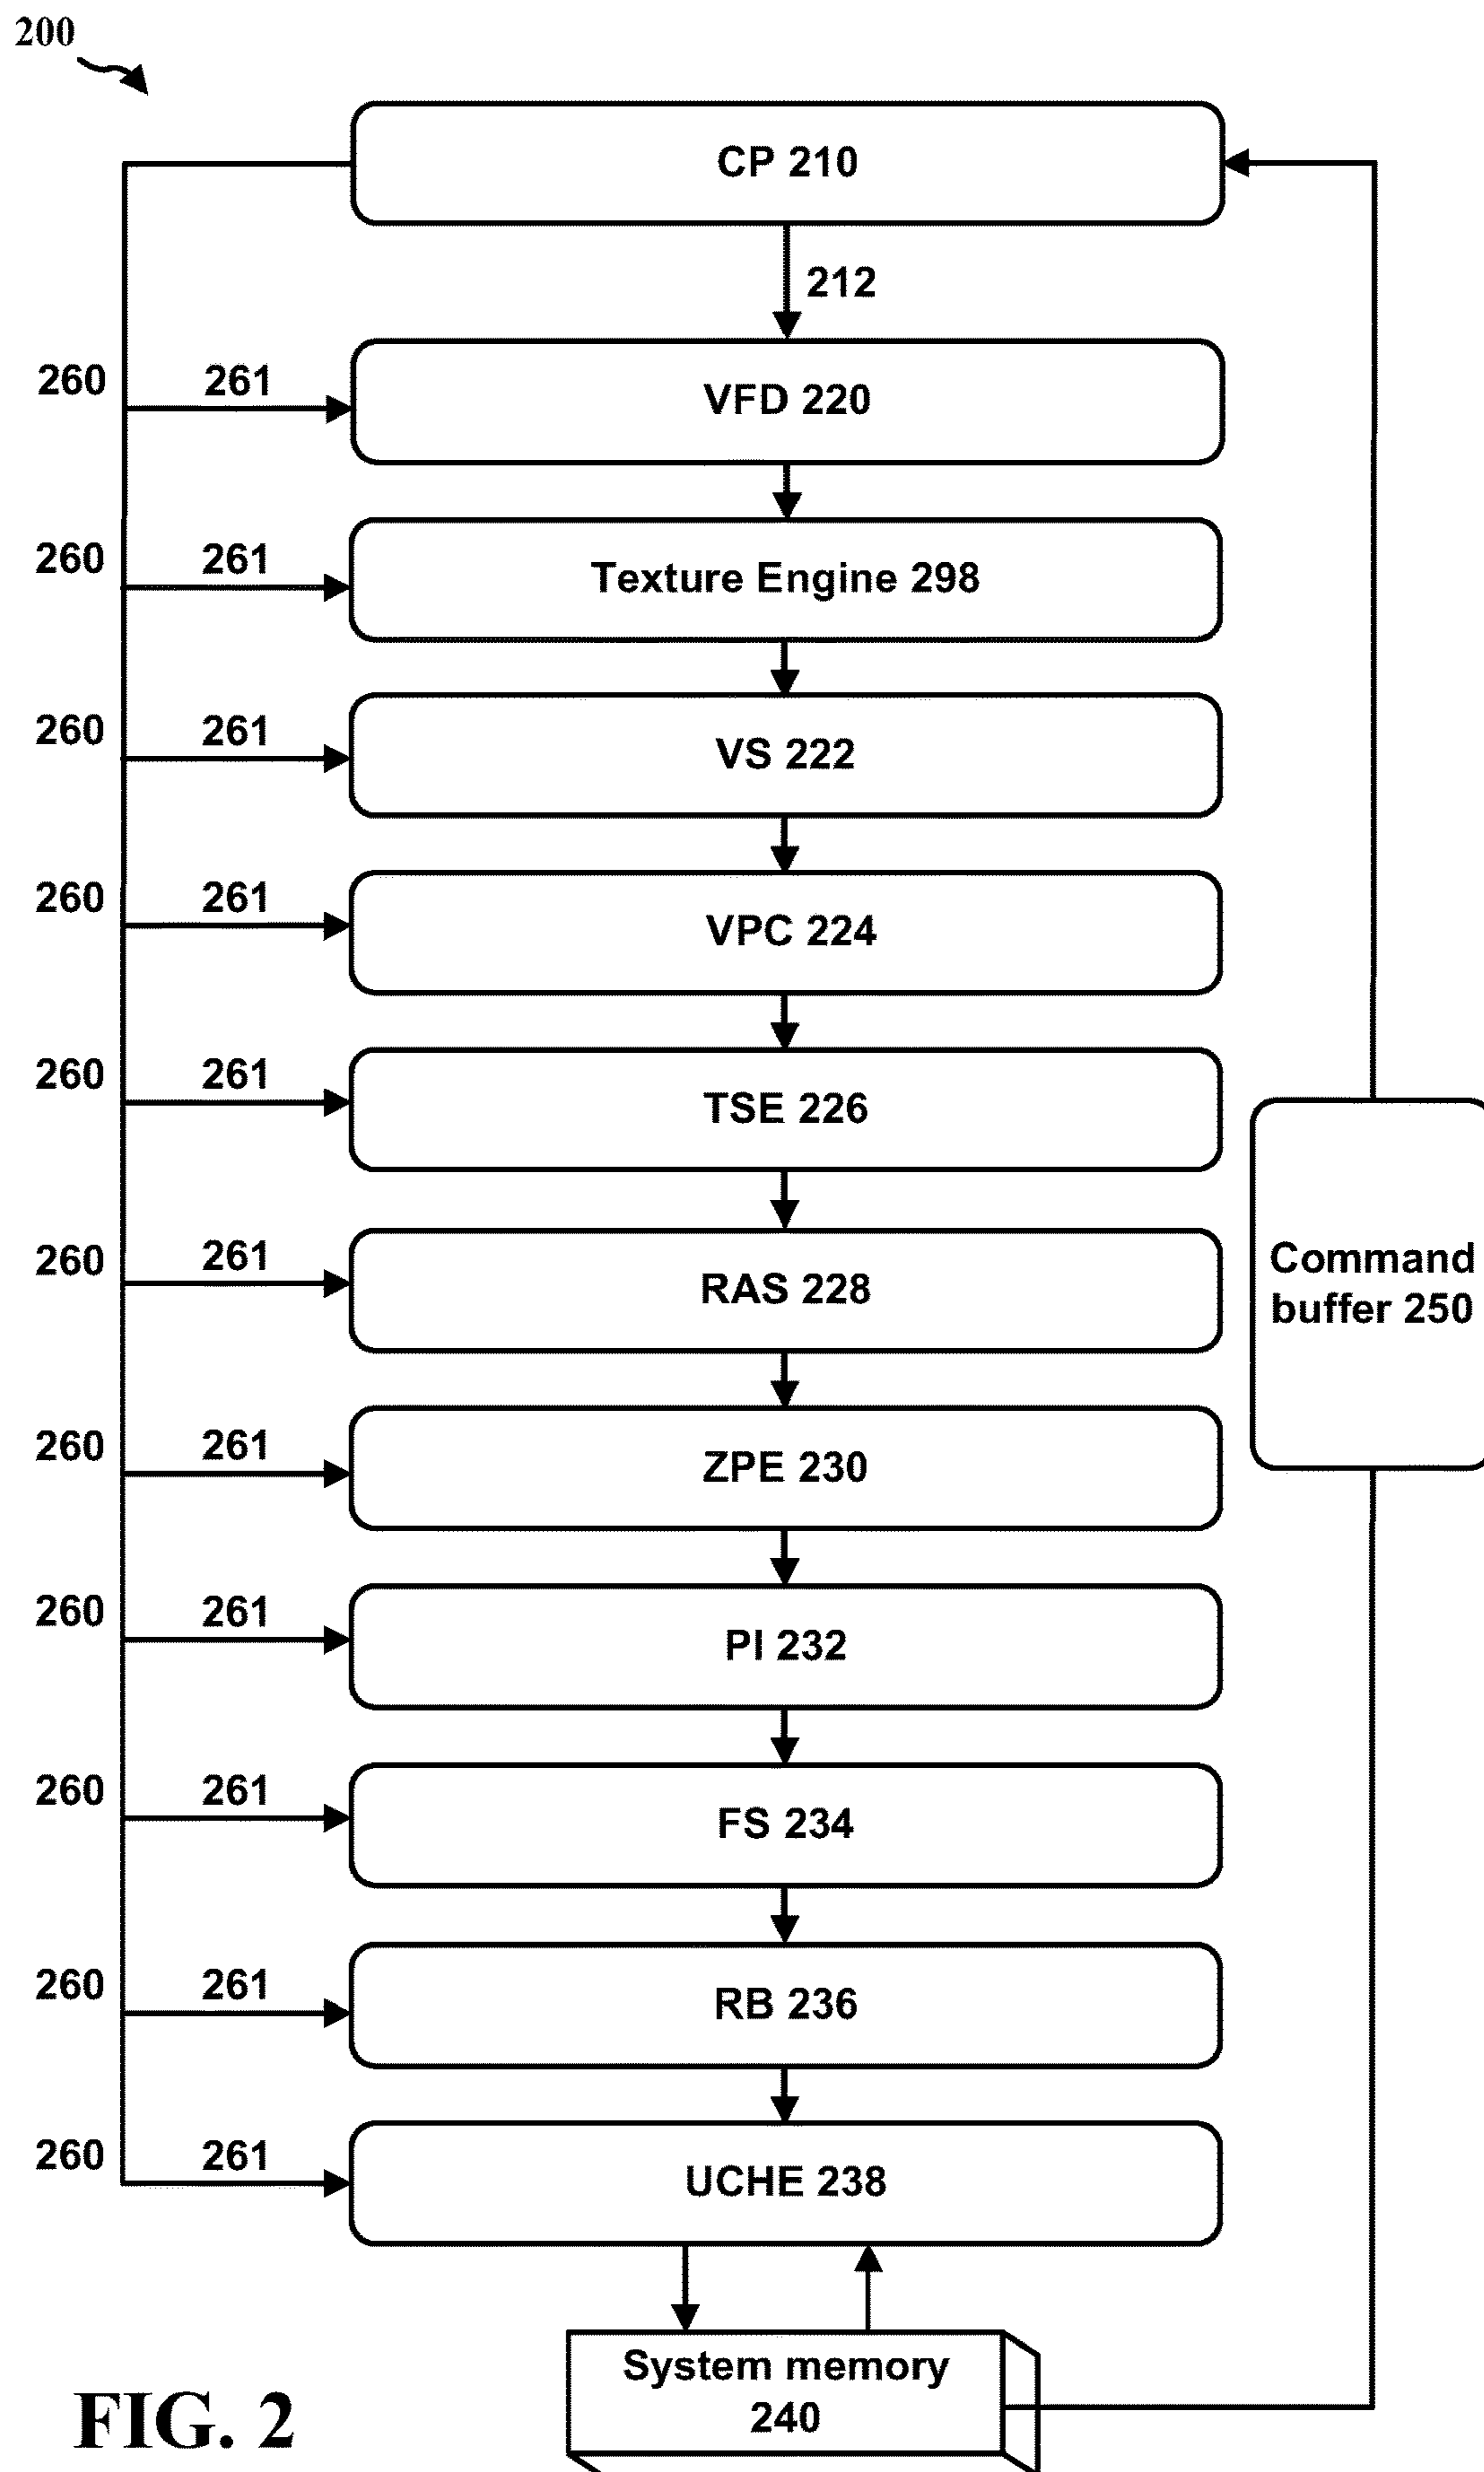 200
CP 210
212
260
261
VFD 220
260
261
Texture Engine 298
260
261
VS 222
260
261
VPC 224
260
261
TSE 226
260
261
RAS 228
Command
buffer 250
260
261
ZPE 230
260
261
PI 232
260
261
FS 234
260
261
RB 236
260
261
UCHE 238
System memory
240
FIG. 2